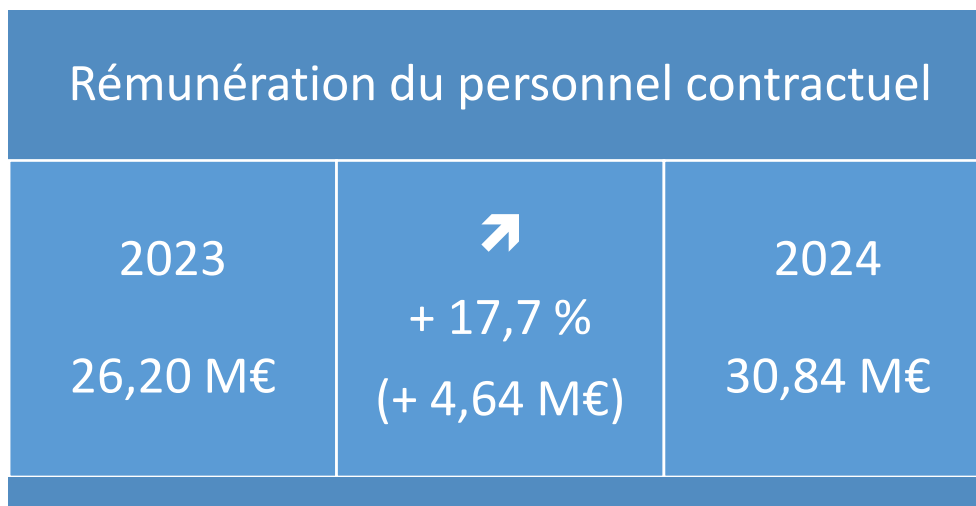 Rémunération du personnel contractuel
2023
26,20 M€
+ 17,7 %
(+ 4,64 M€)
2024
30,84 M€